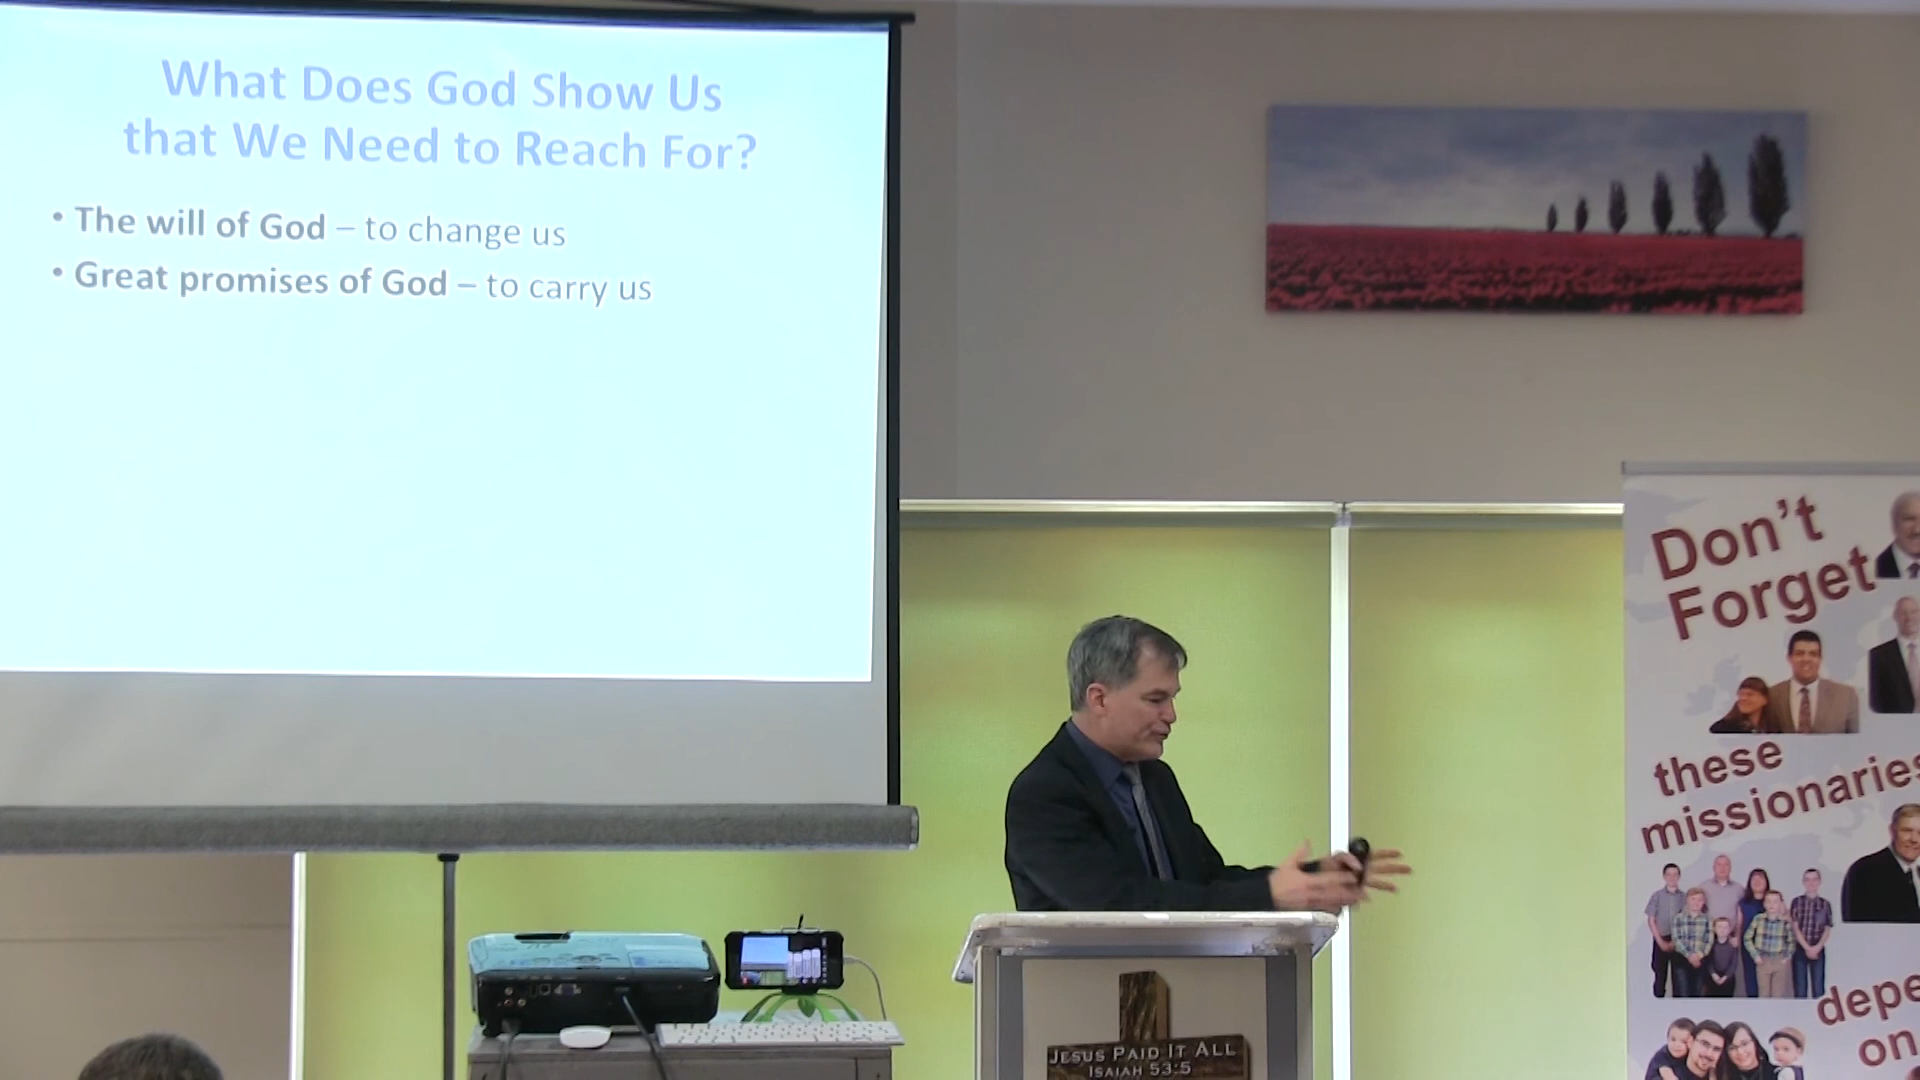 What Does God Show Us
that We Need to Reach For?
• The will of God – to change us
• Great promises of God – to carry us
Don't
Forget
these
missionaries
depe
on
JESUS PAID IT ALL
ISAIAH 53:5